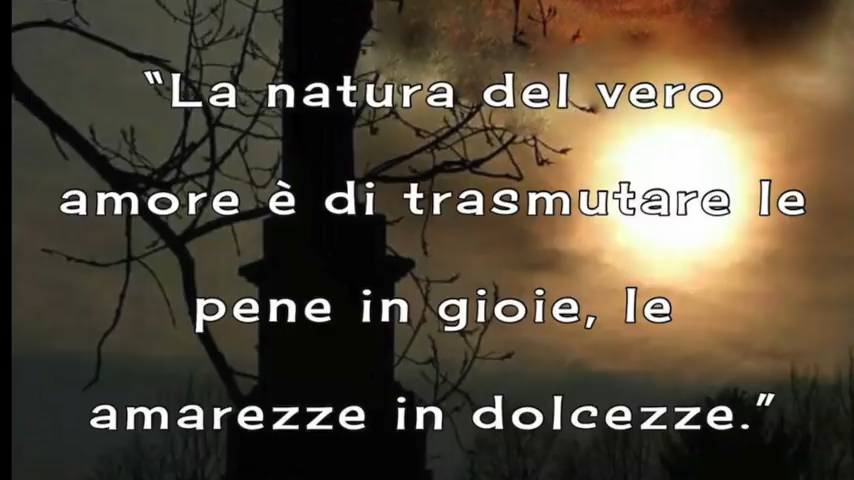 “La natura del vero
amore è di trasmutare le
pene in gioie, le
amarezze in dolcezze.”